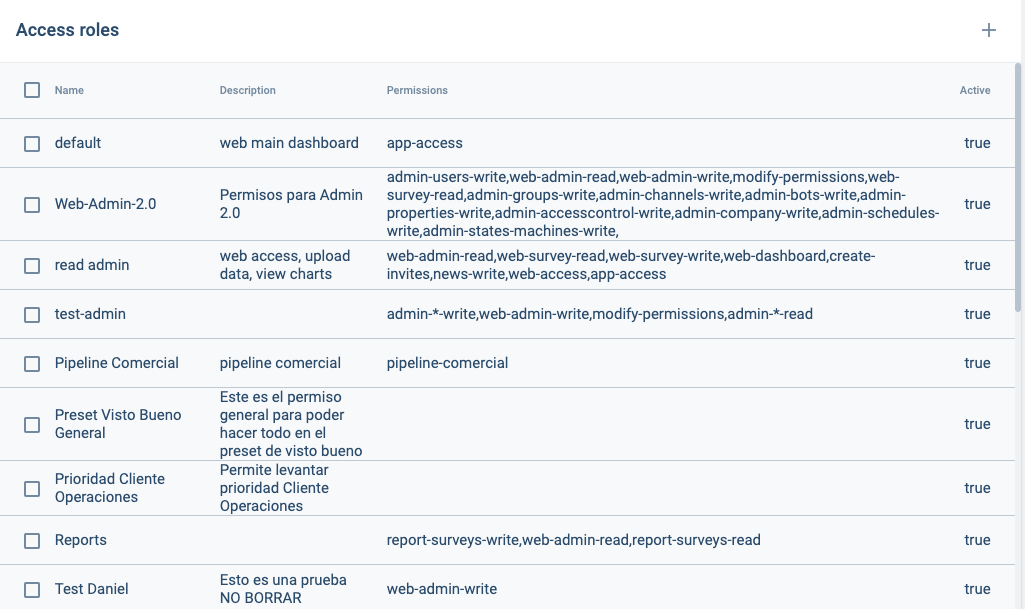 Access roles
Name Description Permissions Active
default web main dashboard app-access true
admin-users-write,web-admin-read,web-admin-write,modify-permissions,web-
Web-Admin-2.0 Permisos para Admin survey-read,admin-groups-write,admin-channels-write,admin-bots-write,admin- true
2.0 properties-write,admin-accesscontrol-write,admin-company-write,admin-schedules-
write,admin-states-machines-write,
read admin web access, upload web-admin-read,web-survey-read,web-survey-write,web-dashboard,create- true
data, view charts invites,news-write,web-access,app-access
test-admin admin-*-write,web-admin-write,modify-permissions,admin-*-read true
Pipeline Comercial pipeline comercial pipeline-comercial true
Este es el permiso
Preset Visto Bueno general para poder true
General hacer todo en el
preset de visto bueno
Permite levantar
Prioridad Cliente prioridad Cliente true
Operaciones Operaciones
Reports report-surveys-write,web-admin-read,report-surveys-read true
Test Daniel Esto es una prueba web-admin-write true
NO BORRAR